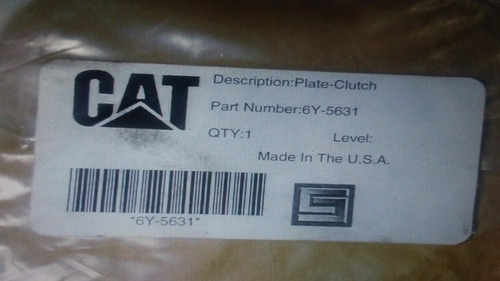 CAT
Description:Plate-Clutch
Part Number:6Y-5631
QTY:1 Level:
Made In The U.S.A.
*6Y-5631*